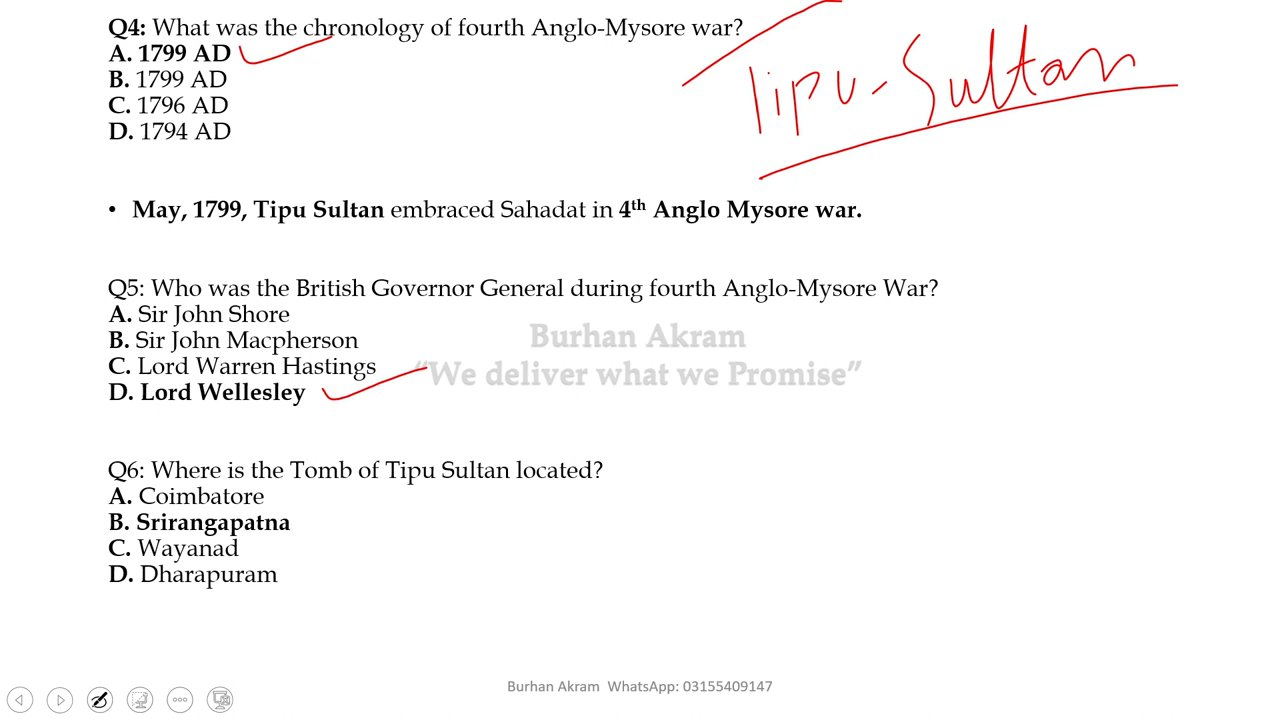 Q4: What was the chronology of fourth Anglo-Mysore war?
A. 1799 AD
B. 1799 AD
C. 1796 AD
D. 1794 AD
Tipu-Sultan
• May, 1799, Tipu Sultan embraced Sahadat in 4th Anglo Mysore war.
Q5: Who was the British Governor General during fourth Anglo-Mysore War?
A. Sir John Shore
B. Sir John Macpherson
C. Lord Warren Hastings
D. Lord Wellesley
Burhan Akram
“We deliver what we Promise”
Q6: Where is the Tomb of Tipu Sultan located?
A. Coimbatore
B. Srirangapatna
C. Wayanad
D. Dharapuram
Burhan Akram WhatsApp: 03155409147